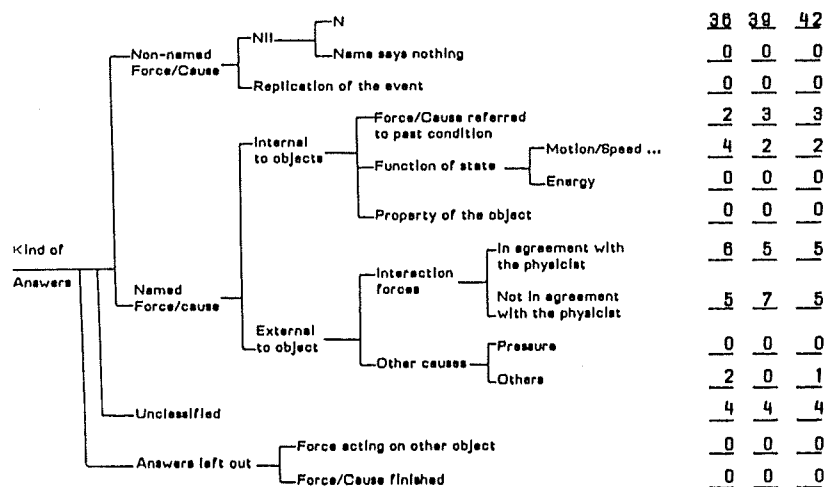 N 36 39 42
Nil
Name says nothing 0 0 0
Non-named
Force/Cause
Replication of the event 0 0 0
Force/Cause referred 2 3 3
to past condition
Internal
to objects
Motion/Speed ... 4 2 2
Function of state
Energy 0 0 0
Property of the object 0 0 0
Kind of
Answers
In agreement with 6 5 5
the physicist
Interaction
forces
Named
Force/cause
Not in agreement 5 7 5
with the physicist
External
to object
Pressure 0 0 0
Other causes
Others 2 0 1
Unclassified 4 4 4
Force acting on other object 0 0 0
Answers left out
Force/Cause finished 0 0 0